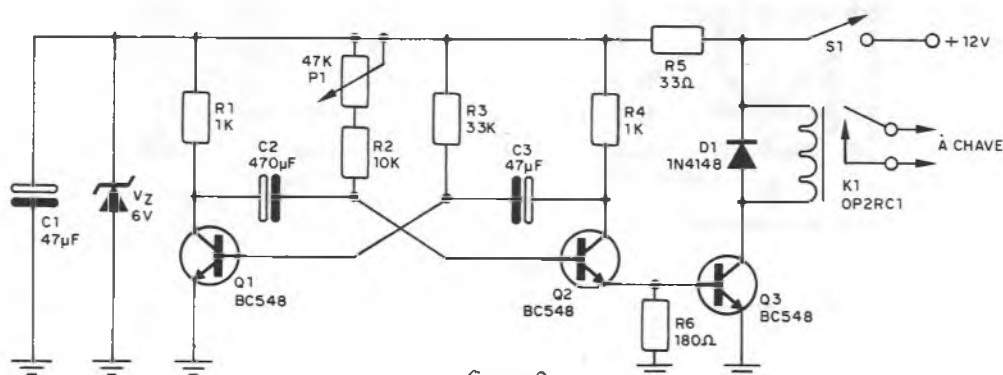 47K
P1
R1
1K
R2
10K
R3
33K
R4
1K
R5
33Ω
S1
+12V
C1
47µF
VZ
6V
C2
470µF
C3
47µF
D1
1N4148
À CHAVE
K1
OP2RC1
Q1
BC548
Q2
BC548
R6
180Ω
Q3
BC548